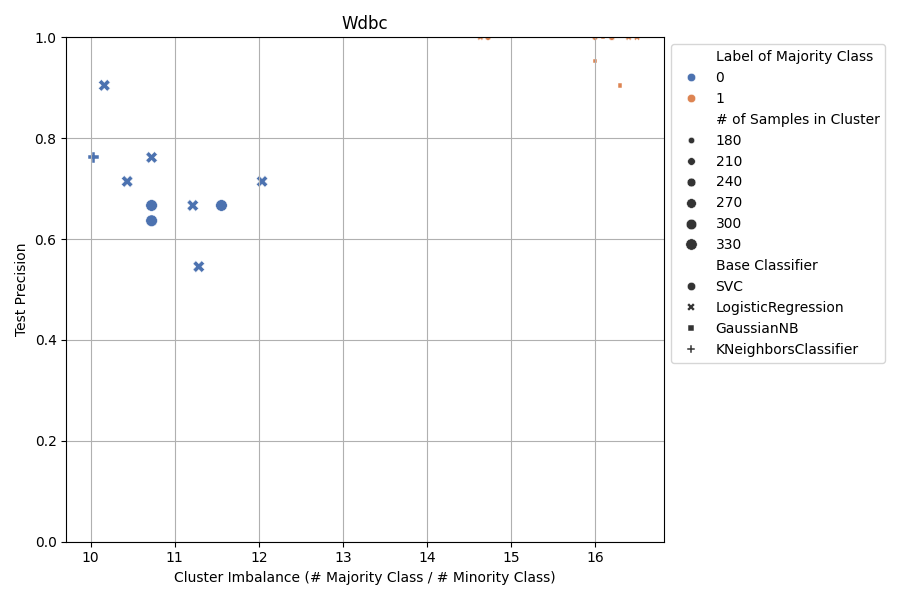 Wdbc
1.0
0.8
0.6
0.4
0.2
0.0
Test Precision
10
11
12
13
14
15
16
Cluster Imbalance (# Majority Class / # Minority Class)
Label of Majority Class
0
1
# of Samples in Cluster
180
210
240
270
300
330
Base Classifier
SVC
LogisticRegression
GaussianNB
KNeighborsClassifier